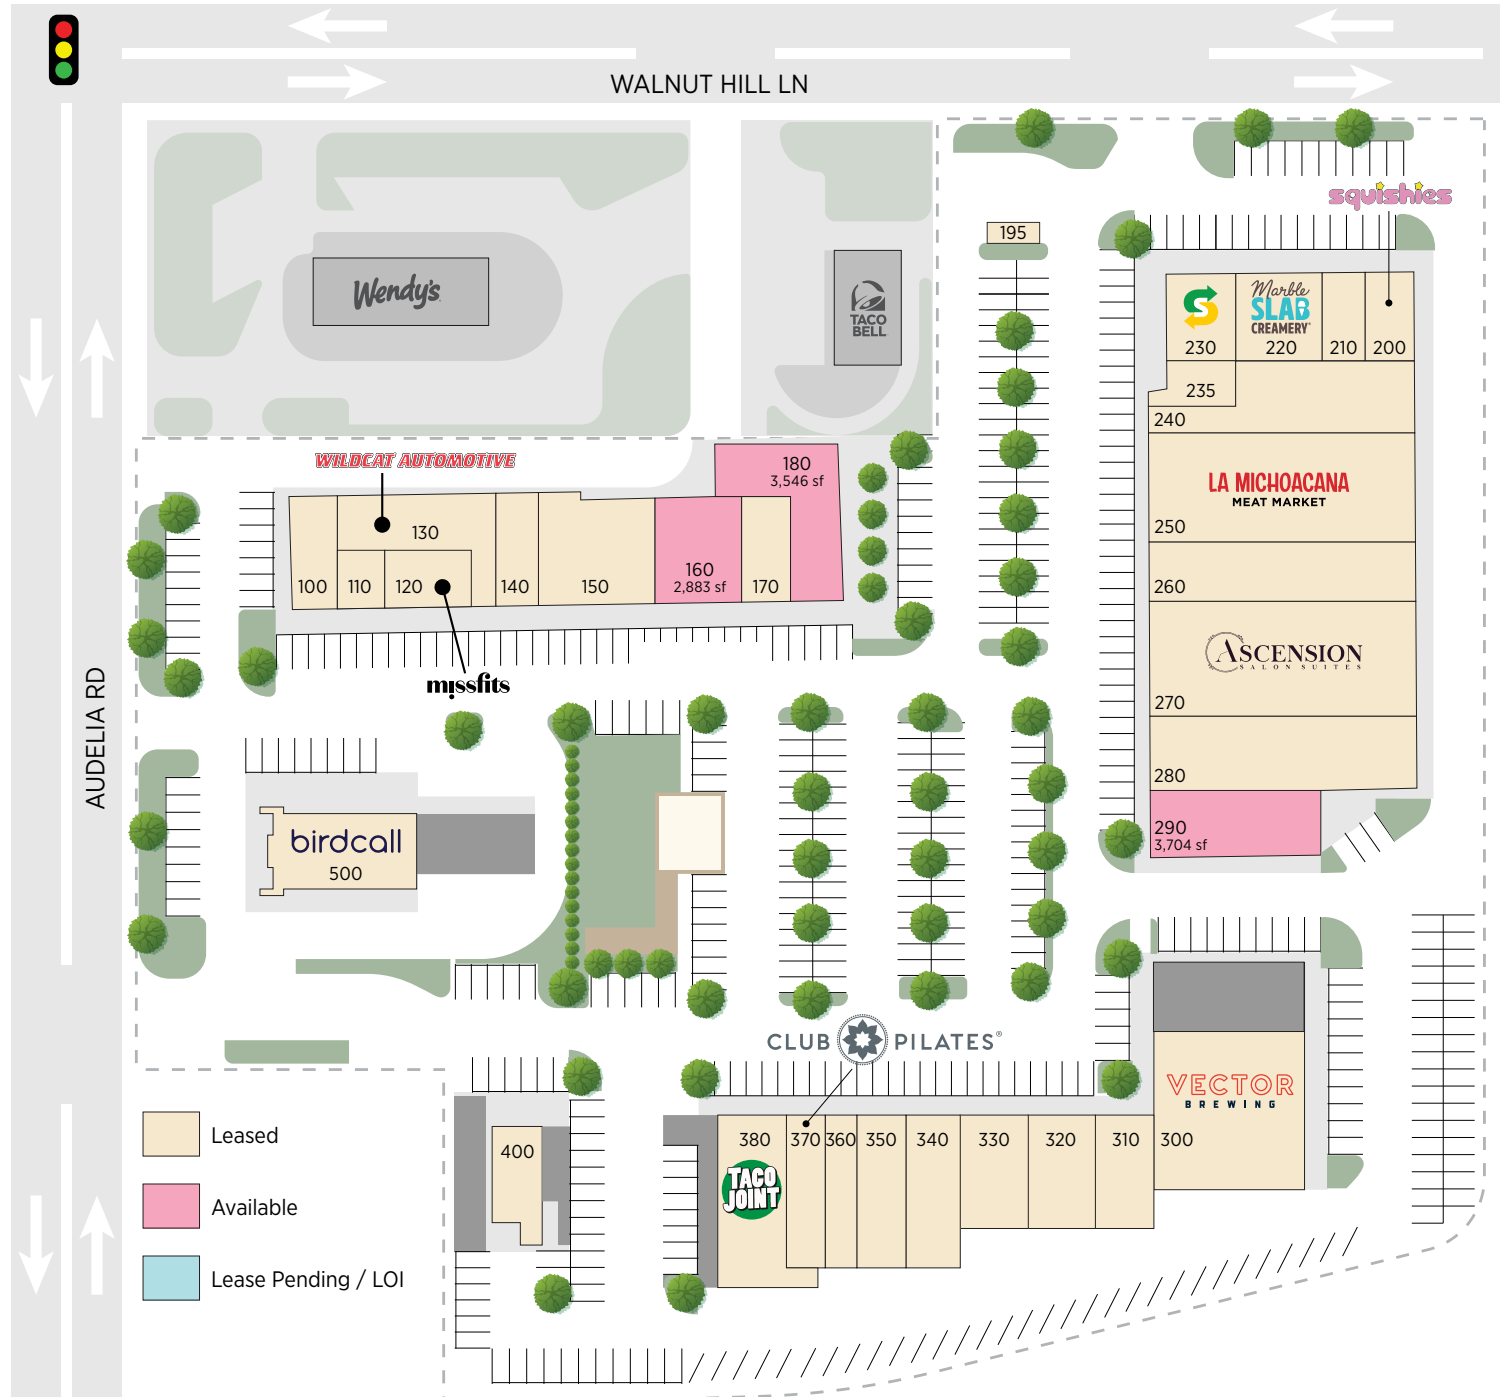 WALNUT HILL LN
squishies
195
Wendy's
TACO
BELL
Marble
SLAB
CREAMERY®
230
220
210
200
235
240
WILDCAT AUTOMOTIVE
180
3,546 sf
LA MICHOACANA
MEAT MARKET
250
130
100
110
120
140
150
160
2,883 sf
170
260
ASCENSION
SALON SUITES
270
missfits
AUDELIA RD
280
290
3,704 sf
birdcall
500
CLUB PILATES®
VECTOR
BREWING
380
370
360
350
340
330
320
310
300
TACO
JOINT
400
Leased
Available
Lease Pending / LOI